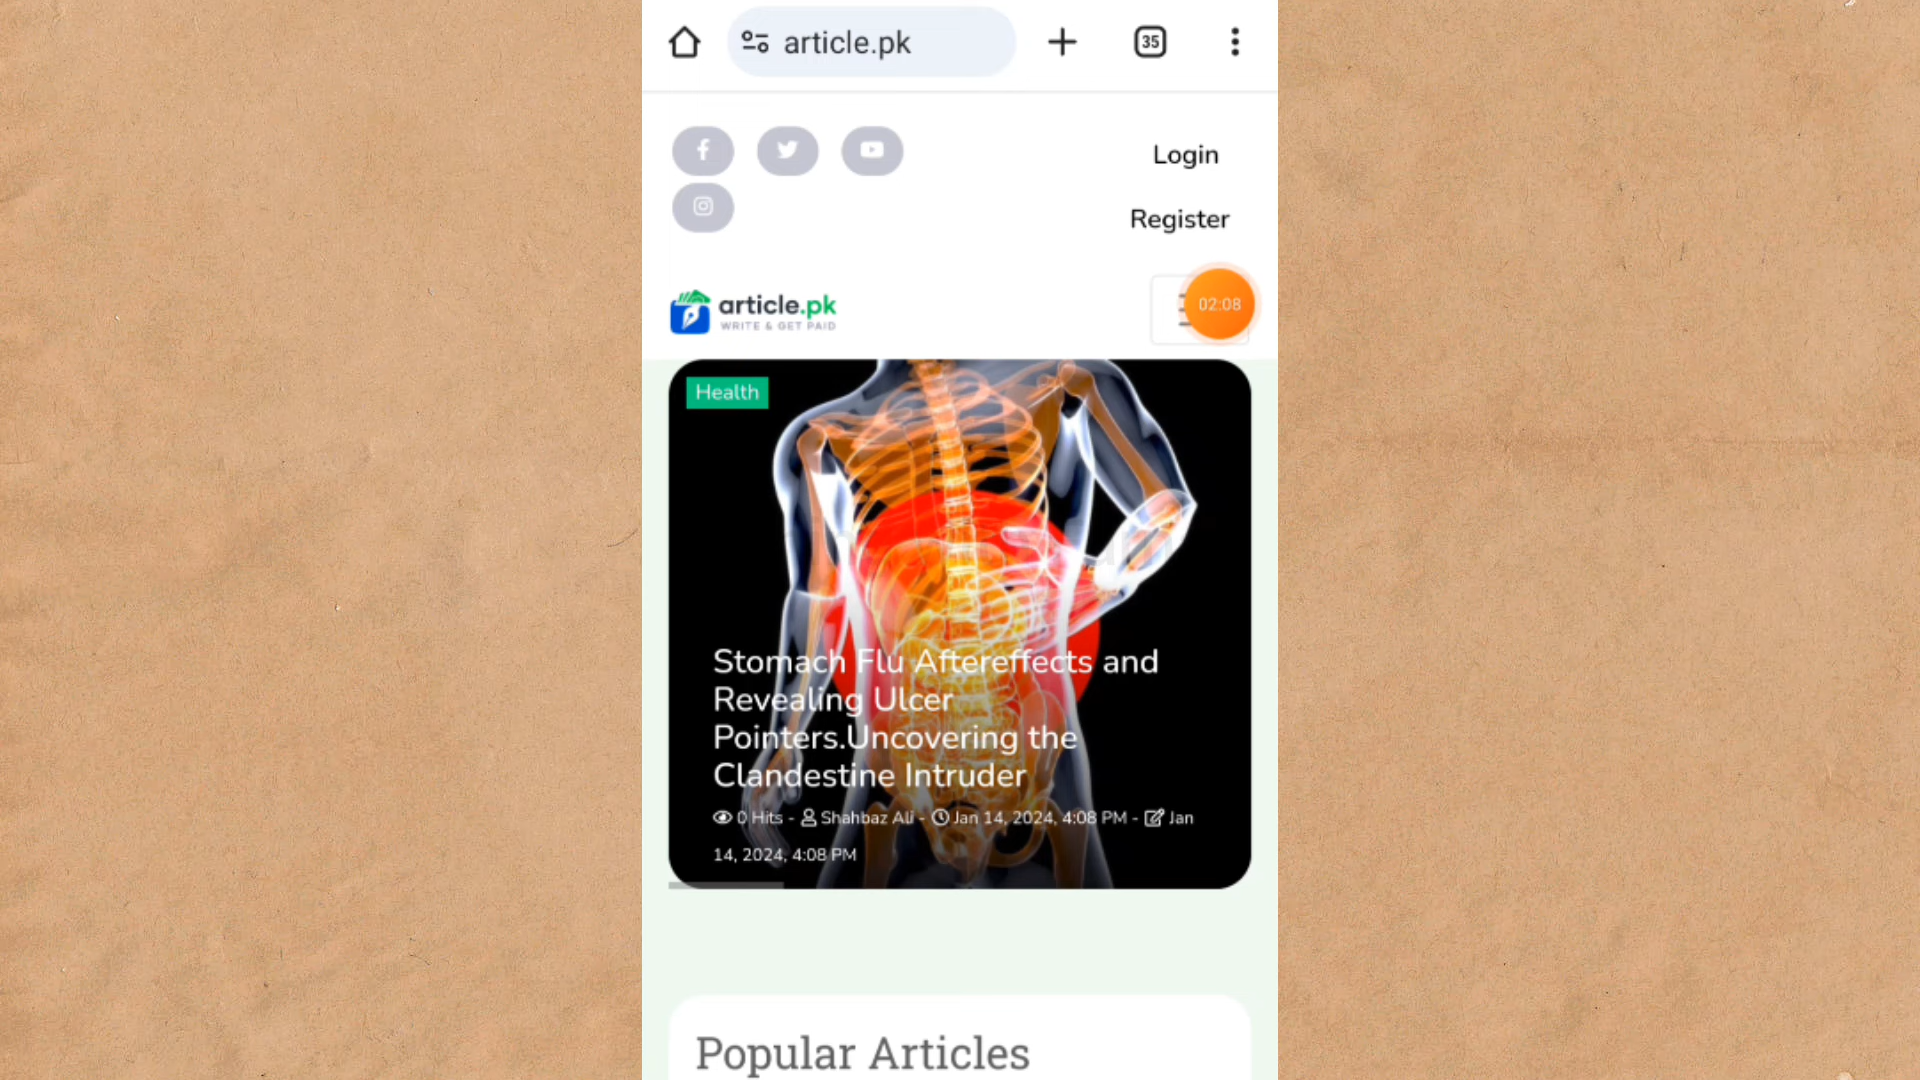 article.pk
35
Login
Register
article.pk
WRITE & GET PAID
02:08
Health
Stomach Flu Aftereffects and
Revealing Ulcer
Pointers.Uncovering the
Clandestine Intruder
0 Hits - Shahbaz Ali - Jan 14, 2024, 4:08 PM - Jan
14, 2024, 4:08 PM
Popular Articles